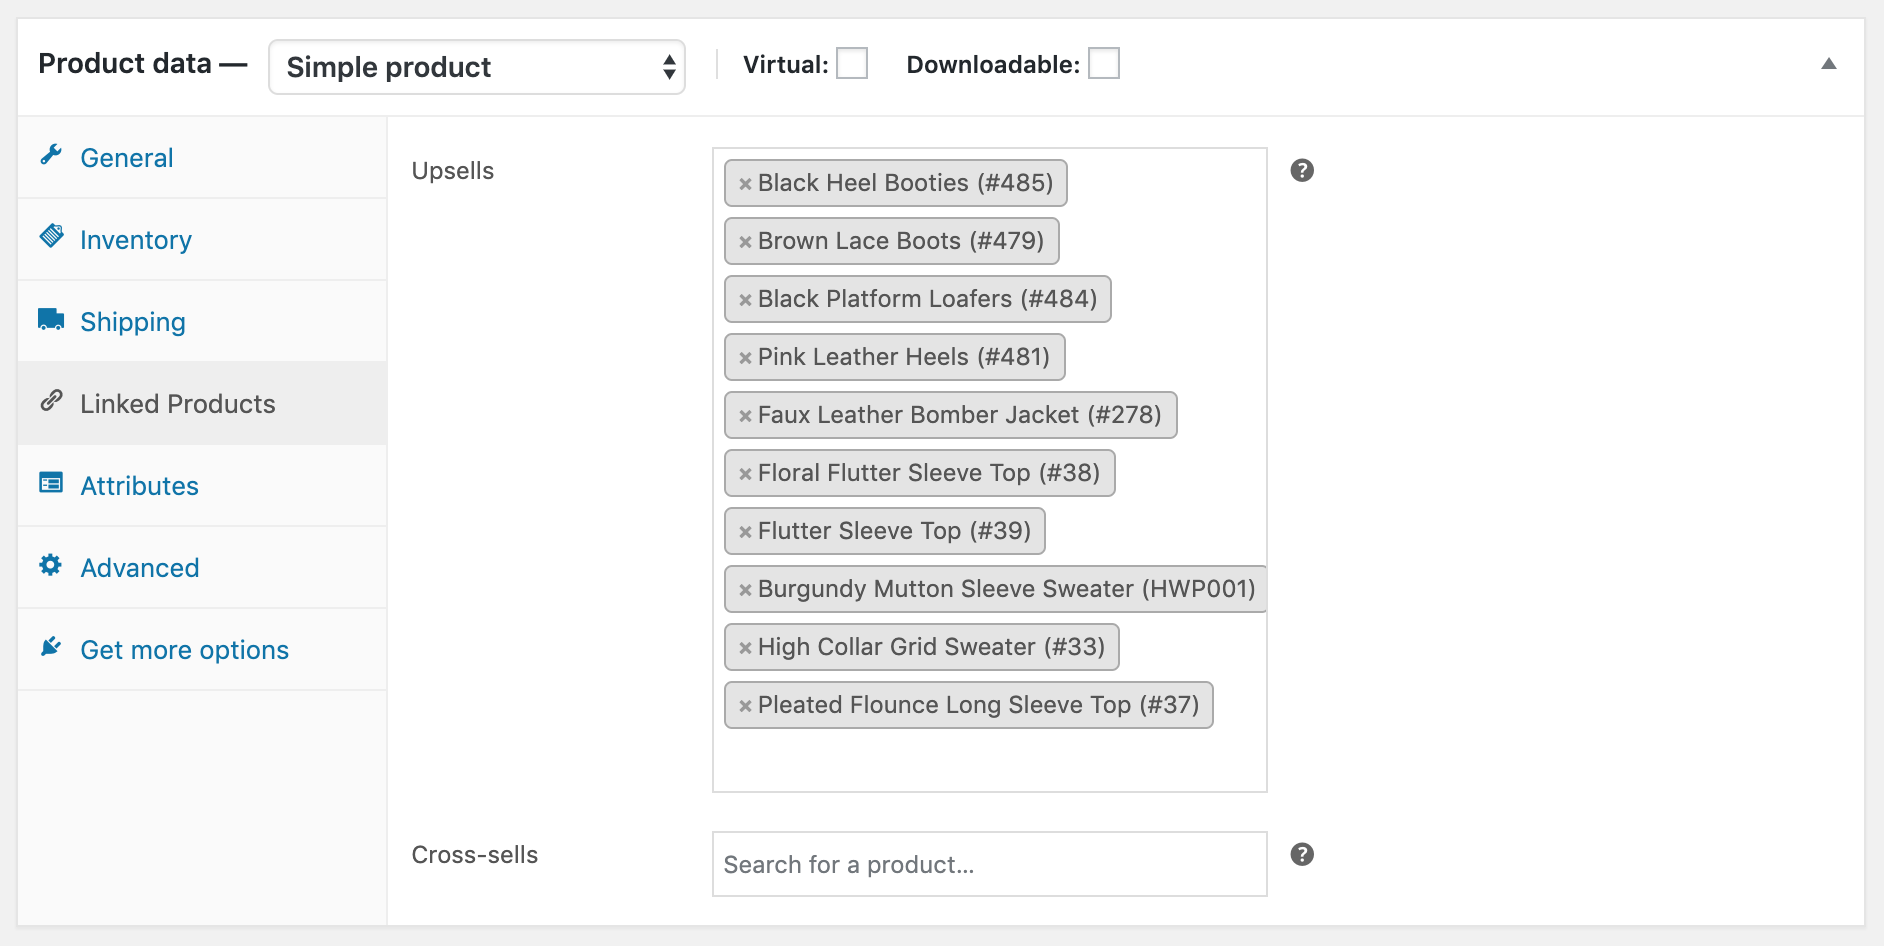 Product data — Simple product Virtual: Downloadable:
General
Inventory
Shipping
Linked Products
Attributes
Advanced
Get more options
Upsells
× Black Heel Booties (#485)
× Brown Lace Boots (#479)
× Black Platform Loafers (#484)
× Pink Leather Heels (#481)
× Faux Leather Bomber Jacket (#278)
× Floral Flutter Sleeve Top (#38)
× Flutter Sleeve Top (#39)
× Burgundy Mutton Sleeve Sweater (HWP001)
× High Collar Grid Sweater (#33)
× Pleated Flounce Long Sleeve Top (#37)
Cross-sells
Search for a product…